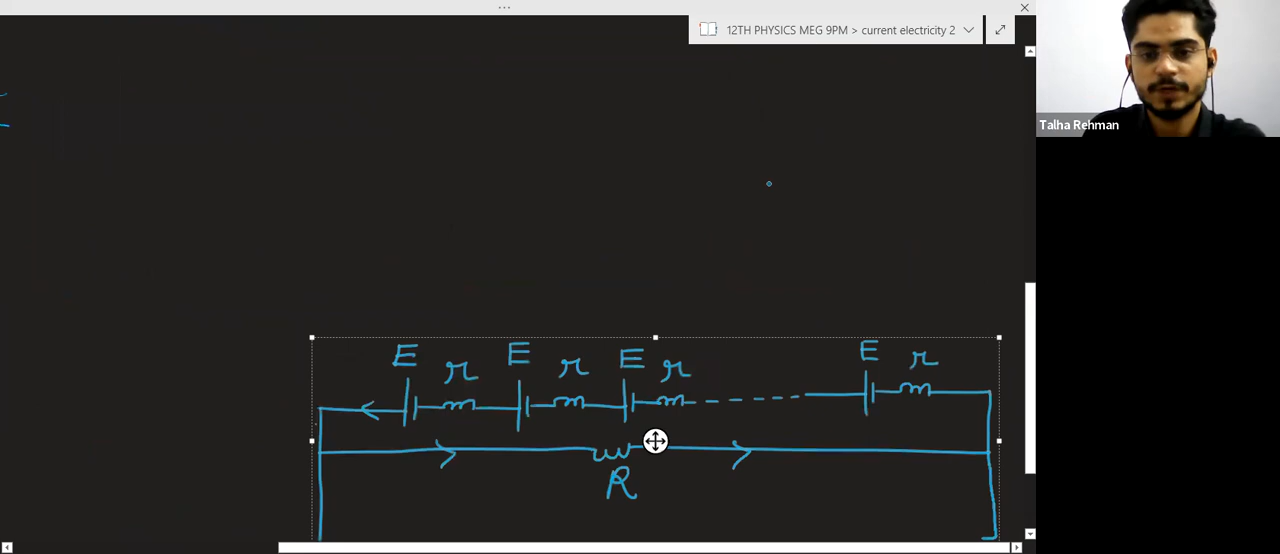 12TH PHYSICS MEG 9PM > current electricity 2
Talha Rehman
E r E r E r E r
R